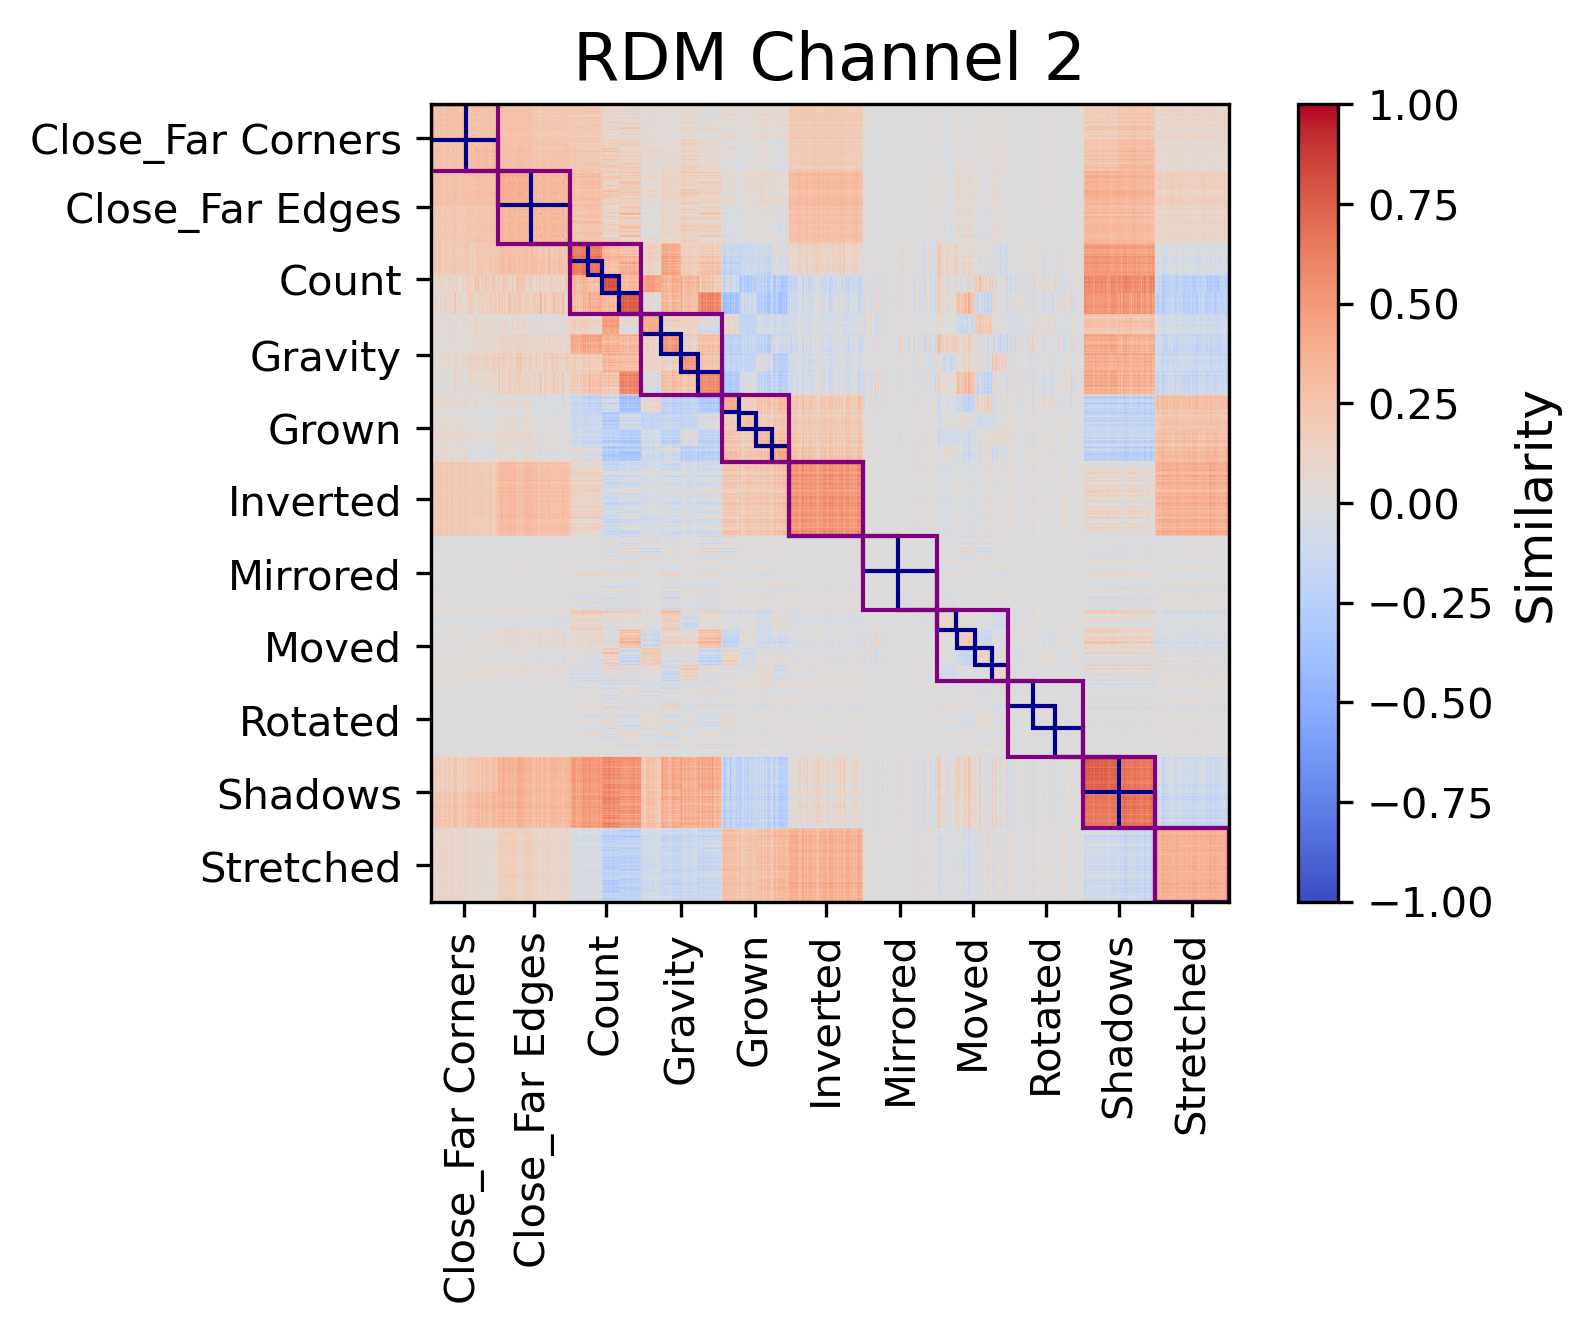 RDM Channel 2
Close_Far Corners
Close_Far Edges
Count
Gravity
Grown
Inverted
Mirrored
Moved
Rotated
Shadows
Stretched
Close_Far Corners
Close_Far Edges
Count
Gravity
Grown
Inverted
Mirrored
Moved
Rotated
Shadows
Stretched
1.00
0.75
0.50
0.25
0.00
−0.25
−0.50
−0.75
−1.00
Similarity